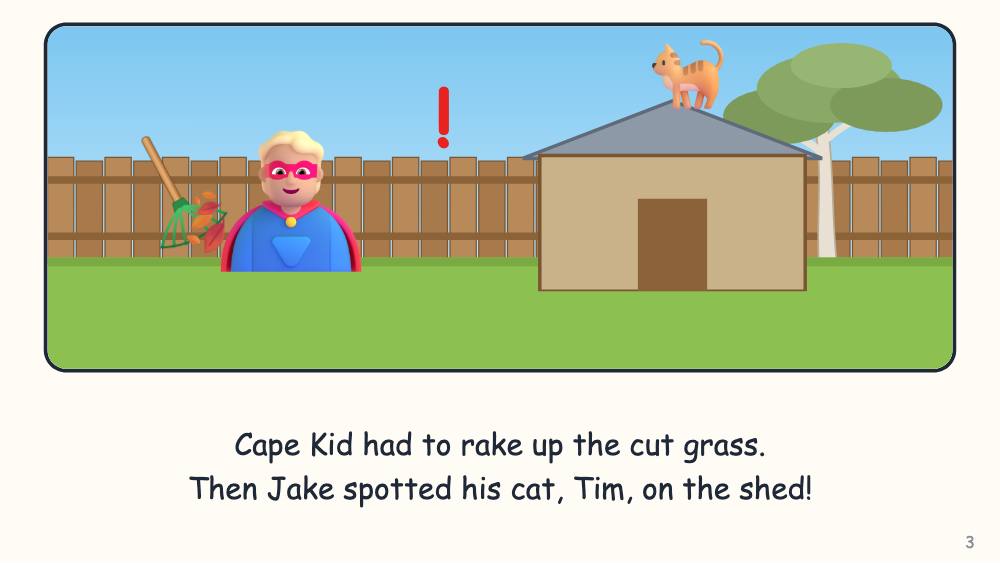 Cape Kid had to rake up the cut grass.
Then Jake spotted his cat, Tim, on the shed!
3